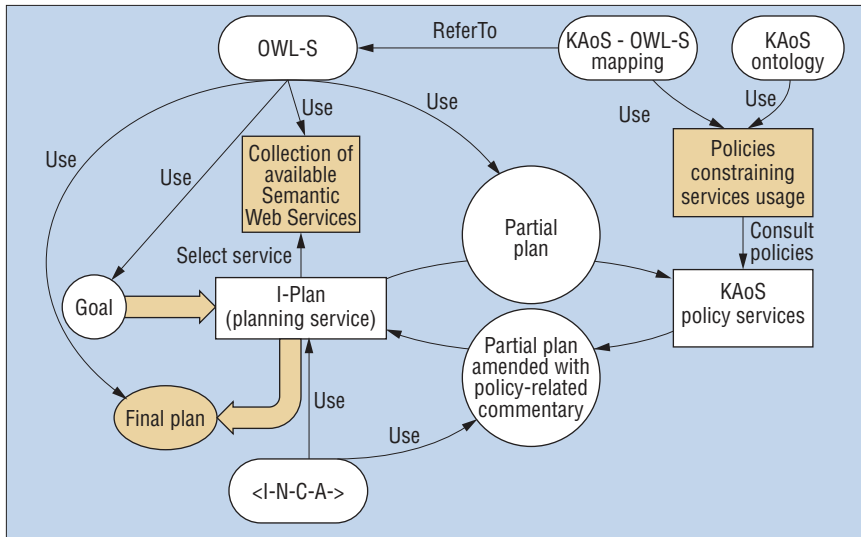 ReferTo
OWL-S
KAoS - OWL-S
mapping
KAoS
ontology
Use
Use
Use
Use
Use
Use
Collection of
available
Semantic
Web Services
Policies
constraining
services usage
Partial
plan
Select service
Consult
policies
Goal
I-Plan
(planning service)
KAoS
policy services
Partial plan
amended with
policy-related
commentary
Final plan
Use
Use
<I-N-C-A->